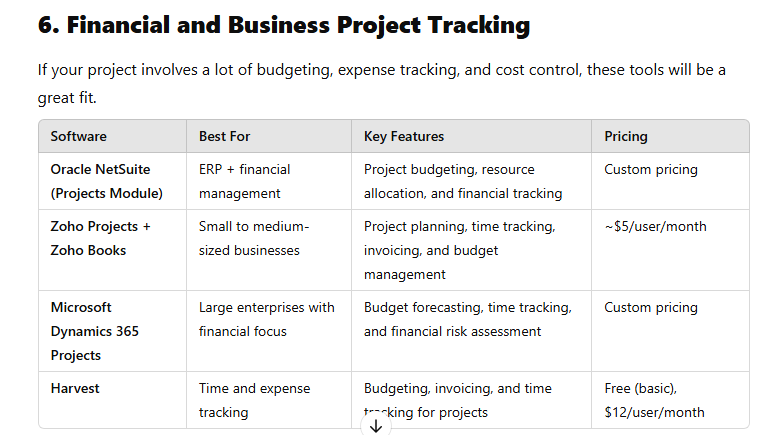 6. Financial and Business Project Tracking
If your project involves a lot of budgeting, expense tracking, and cost control, these tools will be a
great fit.
Software Best For Key Features Pricing
Oracle NetSuite ERP + financial Project budgeting, resource Custom pricing
(Projects Module) management allocation, and financial tracking
Zoho Projects + Small to medium- Project planning, time tracking, ~$5/user/month
Zoho Books sized businesses invoicing, and budget
management
Microsoft Large enterprises with Budget forecasting, time tracking, Custom pricing
Dynamics 365 financial focus and financial risk assessment
Projects
Harvest Time and expense Budgeting, invoicing, and time Free (basic),
tracking tracking for projects $12/user/month